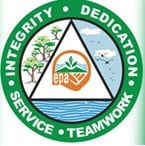 INTEGRITY • DEDICATION
• SERVICE • TEAMWORK •
epa